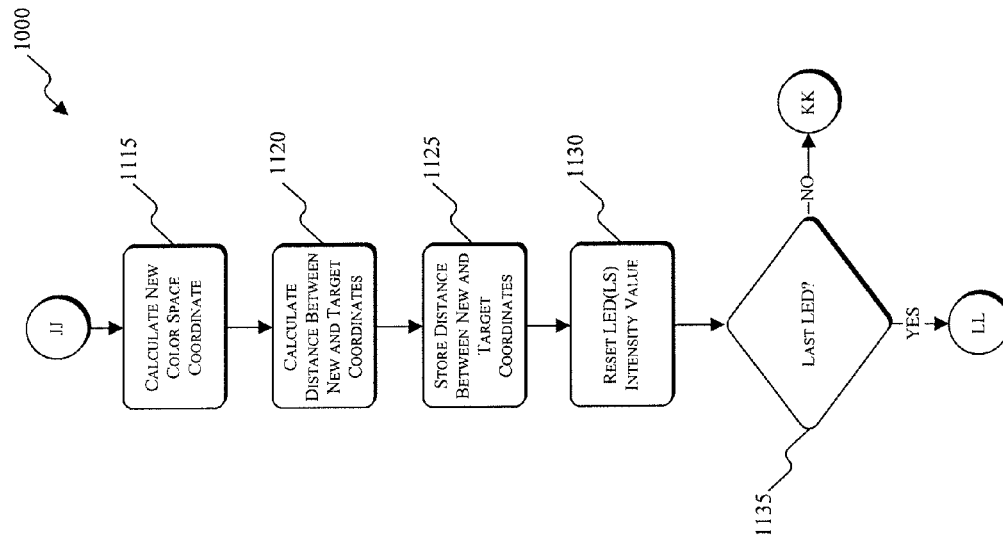 1000
JJ
CALCULATE NEW
COLOR SPACE
COORDINATE
1115
CALCULATE
DISTANCE BETWEEN
NEW AND TARGET
COORDINATES
1120
STORE DISTANCE
BETWEEN NEW AND
TARGET
COORDINATES
1125
RESET LED(LS)
INTENSITY VALUE
1130
LAST LED?
1135
NO
KK
YES
LL